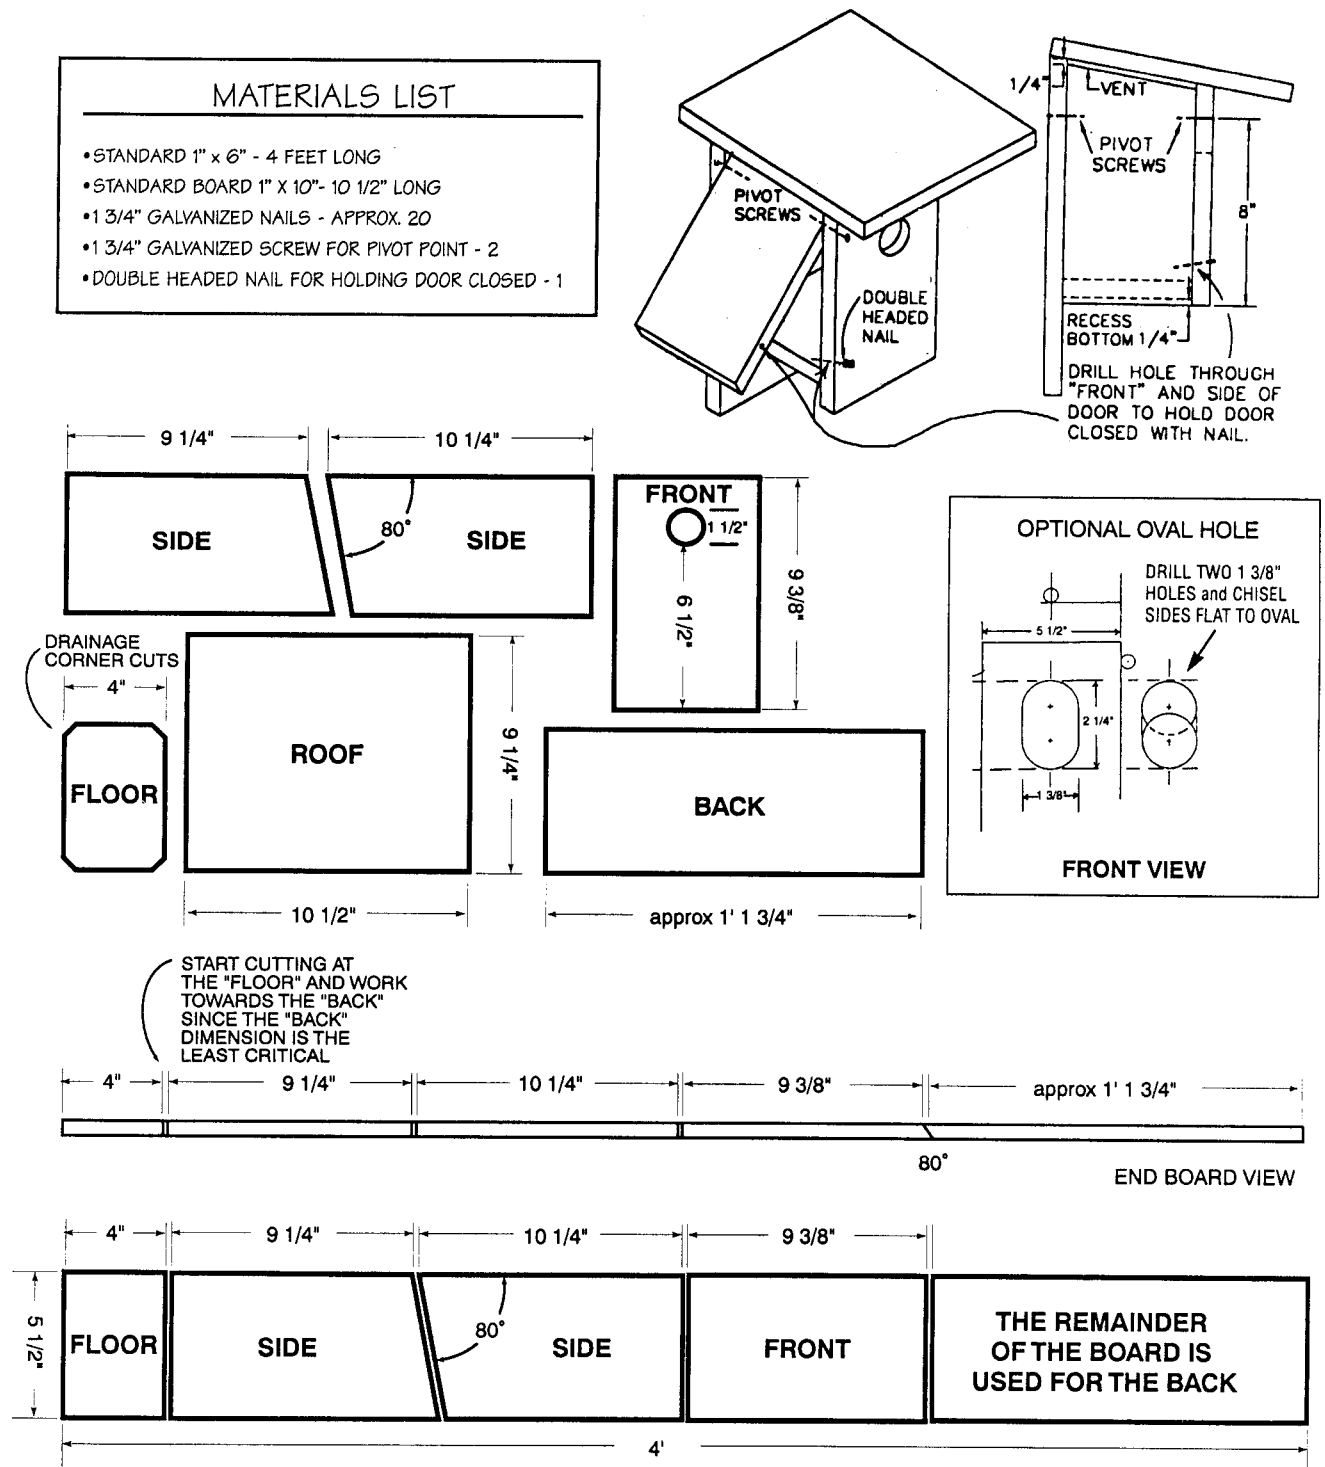 MATERIALS LIST
•STANDARD 1" x 6" - 4 FEET LONG
•STANDARD BOARD 1" X 10"- 10 1/2" LONG
•1 3/4" GALVANIZED NAILS - APPROX. 20
•1 3/4" GALVANIZED SCREW FOR PIVOT POINT - 2
•DOUBLE HEADED NAIL FOR HOLDING DOOR CLOSED - 1
PIVOT
SCREWS
DOUBLE
HEADED
NAIL
1/4"
VENT
PIVOT
SCREWS
8"
RECESS
BOTTOM 1/4"
DRILL HOLE THROUGH
"FRONT" AND SIDE OF
DOOR TO HOLD DOOR
CLOSED WITH NAIL.
9 1/4"
10 1/4"
SIDE
80°
SIDE
FRONT
1 1/2"
6 1/2"
9 3/8"
OPTIONAL OVAL HOLE
DRILL TWO 1 3/8"
HOLES and CHISEL
SIDES FLAT TO OVAL
5 1/2"
2 1/4"
1 3/8"
FRONT VIEW
DRAINAGE
CORNER CUTS
4"
FLOOR
ROOF
9 1/4"
10 1/2"
BACK
approx 1' 1 3/4"
START CUTTING AT
THE "FLOOR" AND WORK
TOWARDS THE "BACK"
SINCE THE "BACK"
DIMENSION IS THE
LEAST CRITICAL
4"
9 1/4"
10 1/4"
9 3/8"
approx 1' 1 3/4"
80°
END BOARD VIEW
4"
9 1/4"
10 1/4"
9 3/8"
5 1/2"
FLOOR
SIDE
80°
SIDE
FRONT
THE REMAINDER
OF THE BOARD IS
USED FOR THE BACK
4'